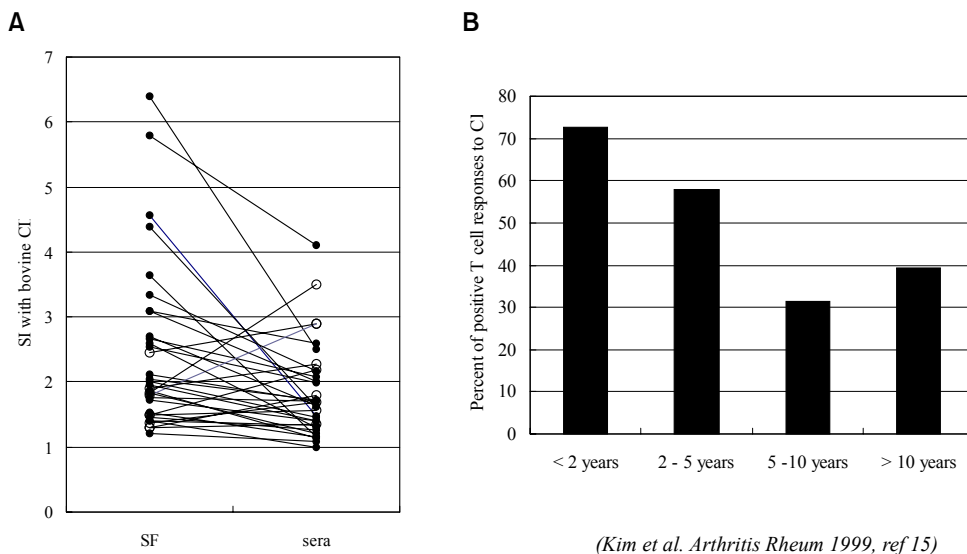 A
7
6
5
4
3
2
1
0
SI with bovine CI
SF
sera
B
80
70
60
50
40
30
20
10
0
Percent of positive T cell responses to CI
< 2 years
2 - 5 years
5 -10 years
> 10 years
(Kim et al. Arthritis Rheum 1999, ref 15)